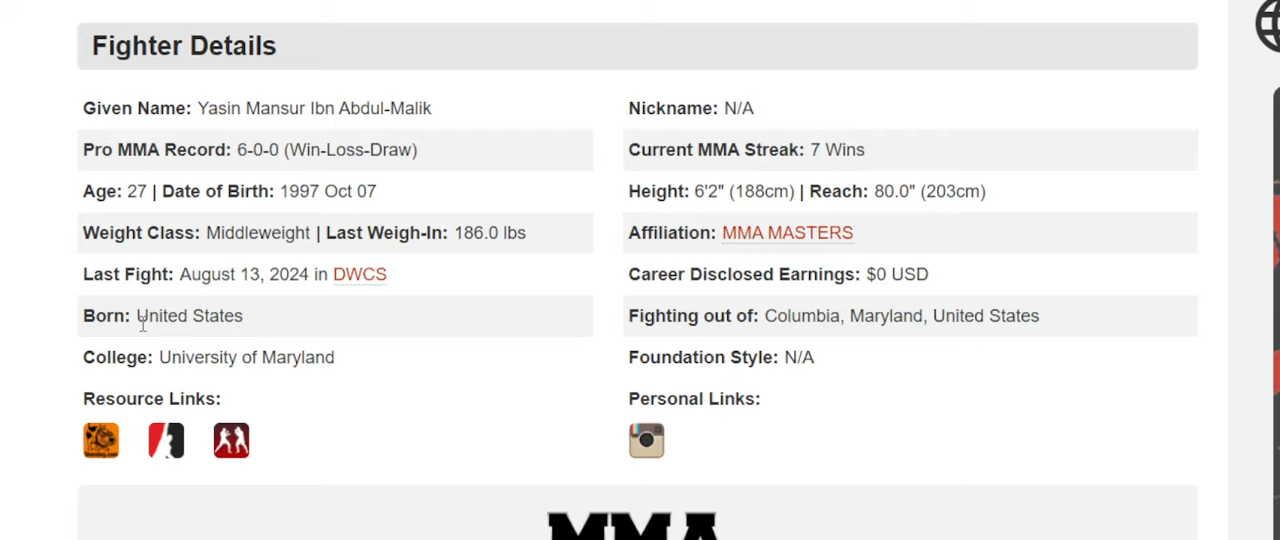 Fighter Details
Given Name: Yasin Mansur Ibn Abdul-Malik
Nickname: N/A
Pro MMA Record: 6-0-0 (Win-Loss-Draw)
Current MMA Streak: 7 Wins
Age: 27 | Date of Birth: 1997 Oct 07
Height: 6'2" (188cm) | Reach: 80.0" (203cm)
Weight Class: Middleweight | Last Weigh-In: 186.0 lbs
Affiliation: MMA MASTERS
Last Fight: August 13, 2024 in DWCS
Career Disclosed Earnings: $0 USD
Born: United States
Fighting out of: Columbia, Maryland, United States
College: University of Maryland
Foundation Style: N/A
Resource Links:
Personal Links:
MMA